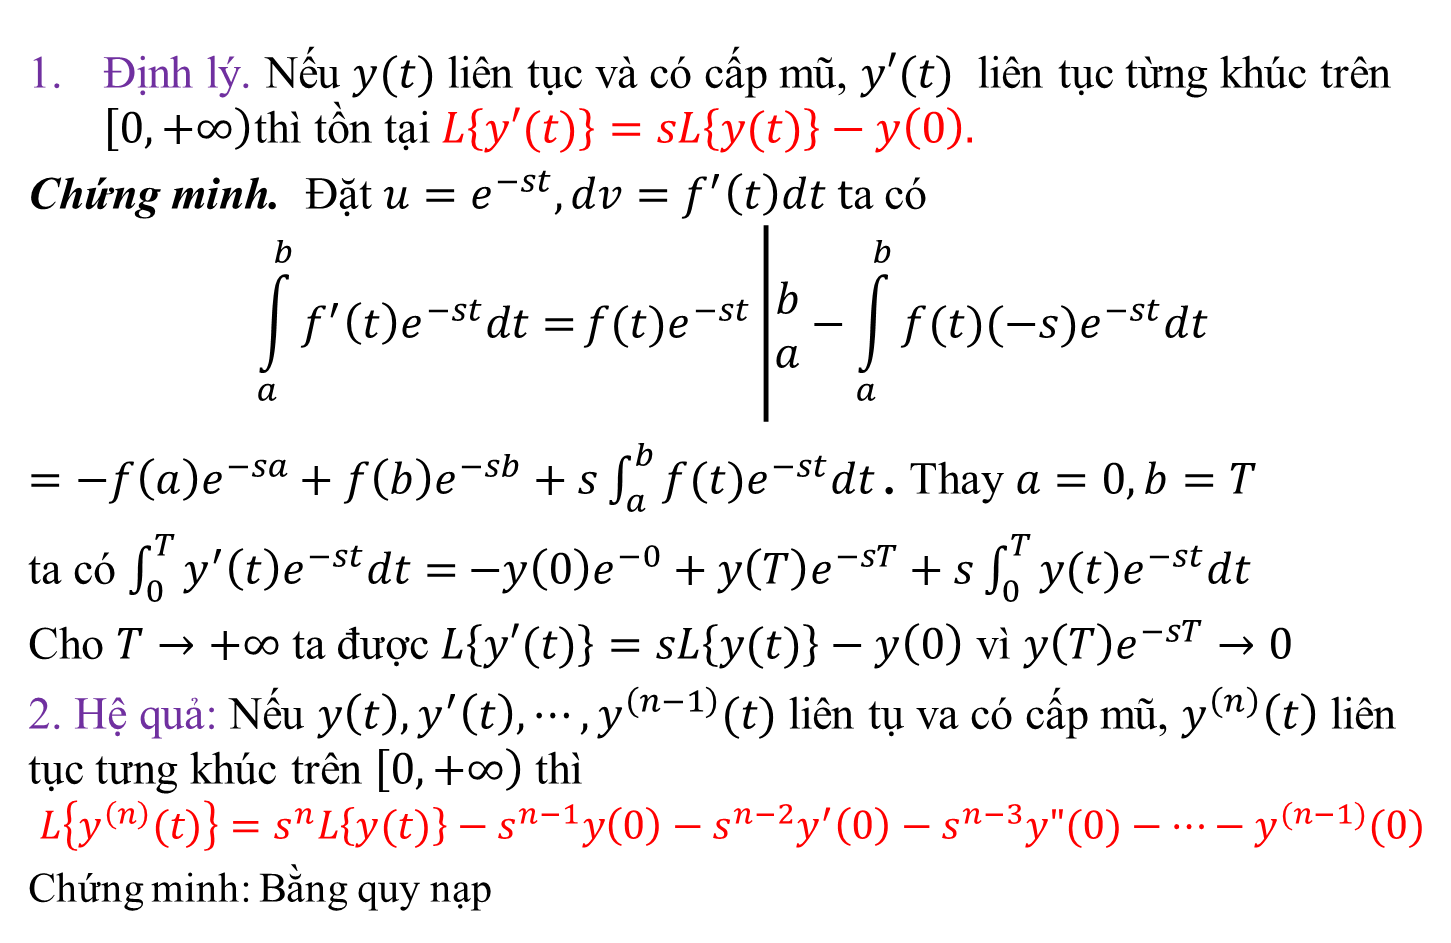 1. Định lý. Nếu y(t) liên tục và có cấp mũ, y′(t) liên tục từng khúc trên
[0, +∞)thì tồn tại L{y′(t)} = sL{y(t)} − y(0).
Chứng minh. Đặt u = e^{−st}, dv = f′(t)dt ta có
∫_a^b f′(t)e^{−st}dt = f(t)e^{−st} |_a^b − ∫_a^b f(t)(−s)e^{−st}dt
= −f(a)e^{−sa} + f(b)e^{−sb} + s ∫_a^b f(t)e^{−st}dt. Thay a = 0, b = T
ta có ∫_0^T y′(t)e^{−st}dt = −y(0)e^{−0} + y(T)e^{−sT} + s ∫_0^T y(t)e^{−st}dt
Cho T → +∞ ta được L{y′(t)} = sL{y(t)} − y(0) vì y(T)e^{−sT} → 0
2. Hệ quả: Nếu y(t), y′(t), ⋯, y^{(n−1)}(t) liên tụ va có cấp mũ, y^{(n)}(t) liên
tục tưng khúc trên [0, +∞) thì
L{y^{(n)}(t)} = s^n L{y(t)} − s^{n−1}y(0) − s^{n−2}y′(0) − s^{n−3}y"(0) − ⋯ − y^{(n−1)}(0)
Chứng minh: Bằng quy nạp